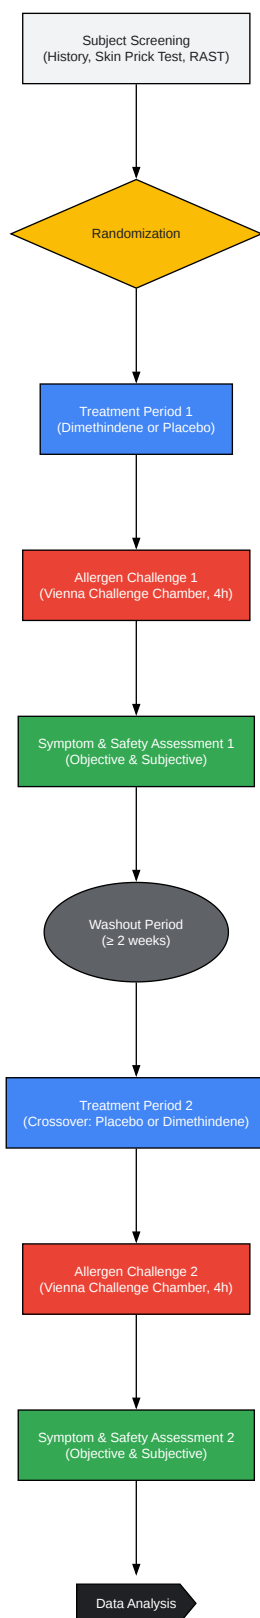 Subject Screening
(History, Skin Prick Test, RAST)
Randomization
Treatment Period 1
(Dimethindene or Placebo)
Allergen Challenge 1
(Vienna Challenge Chamber, 4h)
Symptom & Safety Assessment 1
(Objective & Subjective)
Washout Period
(≥ 2 weeks)
Treatment Period 2
(Crossover: Placebo or Dimethindene)
Allergen Challenge 2
(Vienna Challenge Chamber, 4h)
Symptom & Safety Assessment 2
(Objective & Subjective)
Data Analysis